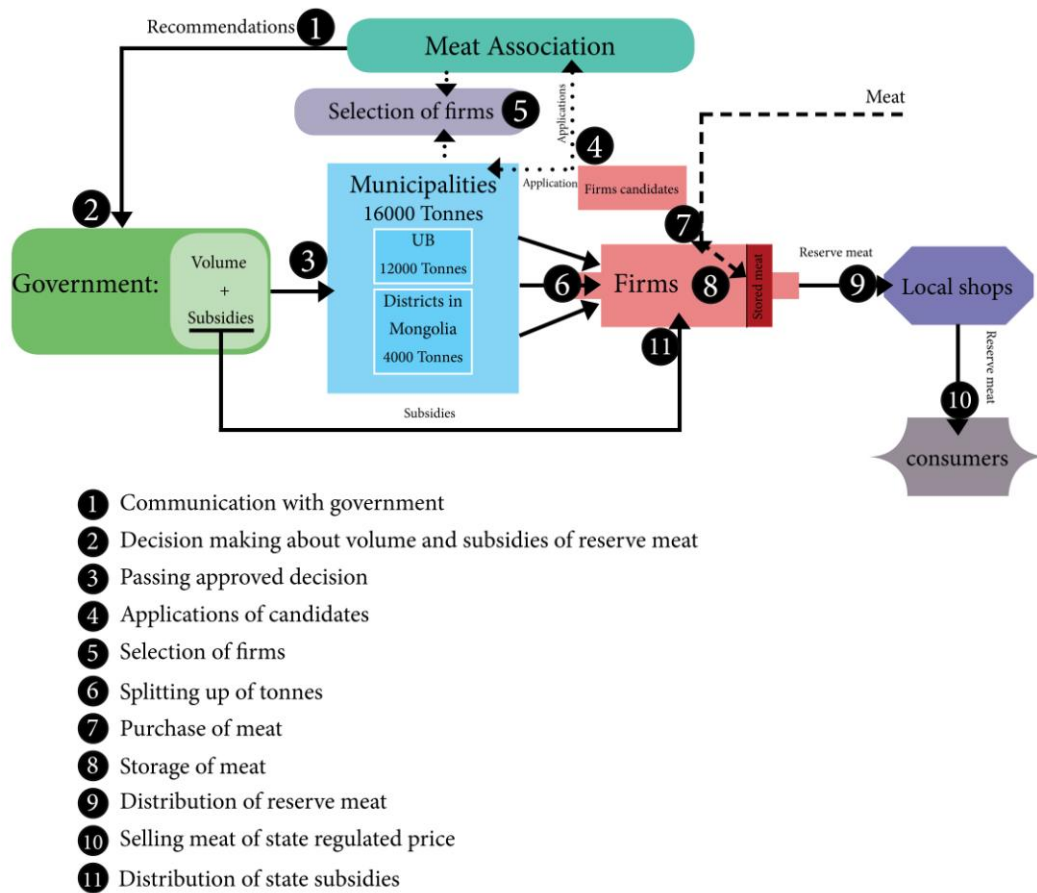 Recommendations 1
Meat Association
Selection of firms 5
Applications
Meat
4
Application
Firms candidates
Municipalities
16000 Tonnes
UB
12000 Tonnes
Districts in
Mongolia
4000 Tonnes
2
Government:
Volume
+
Subsidies
3
6
7
Firms
8
Stored meat
Reserve meat
9
Local shops
11
Subsidies
Reserve meat
10
consumers
1 Communication with government
2 Decision making about volume and subsidies of reserve meat
3 Passing approved decision
4 Applications of candidates
5 Selection of firms
6 Splitting up of tonnes
7 Purchase of meat
8 Storage of meat
9 Distribution of reserve meat
10 Selling meat of state regulated price
11 Distribution of state subsidies